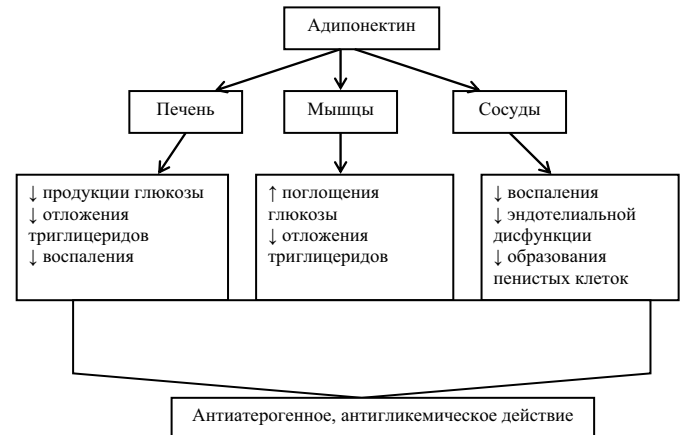 Адипонектин
Печень
Мышцы
Сосуды
↓ продукции глюкозы
↓ отложения
триглицеридов
↓ воспаления
↑ поглощения
глюкозы
↓ отложения
триглицеридов
↓ воспаления
↓ эндотелиальной
дисфункции
↓ образования
пенистых клеток
Антиатерогенное, антигликемическое действие